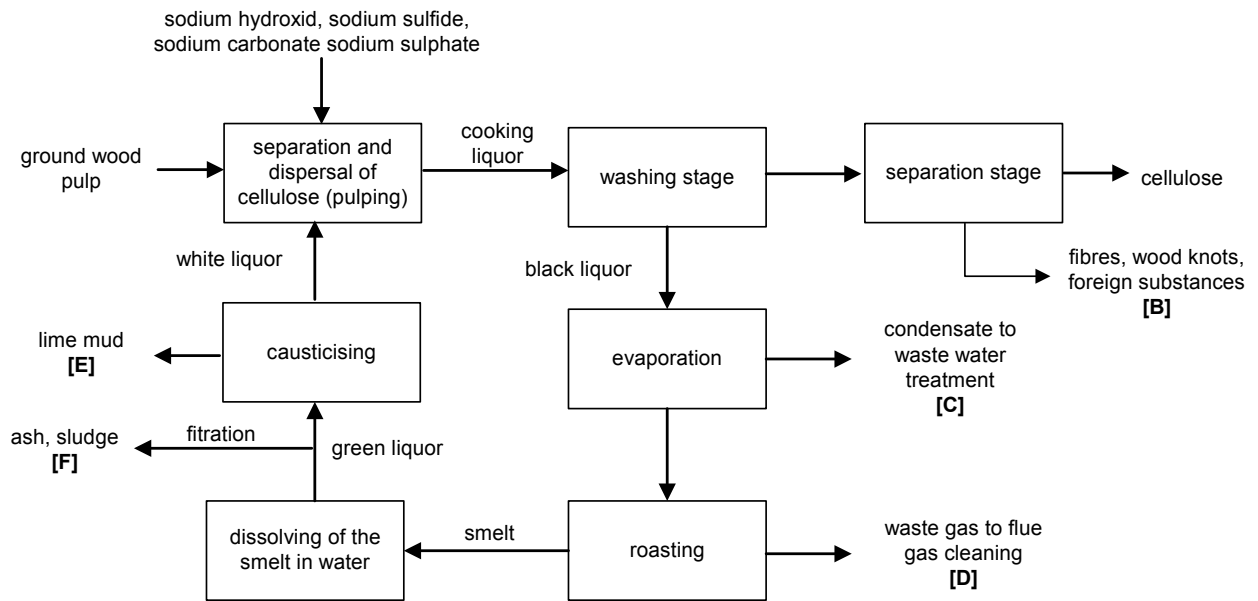 sodium hydroxid, sodium sulfide,
sodium carbonate sodium sulphate
ground wood
pulp
separation and
dispersal of
cellulose (pulping)
cooking
liquor
washing stage
separation stage
cellulose
fibres, wood knots,
foreign substances
[B]
white liquor
black liquor
lime mud
[E]
causticising
evaporation
condensate to
waste water
treatment
[C]
ash, sludge
[F]
fitration
green liquor
dissolving of the
smelt in water
smelt
roasting
waste gas to flue
gas cleaning
[D]